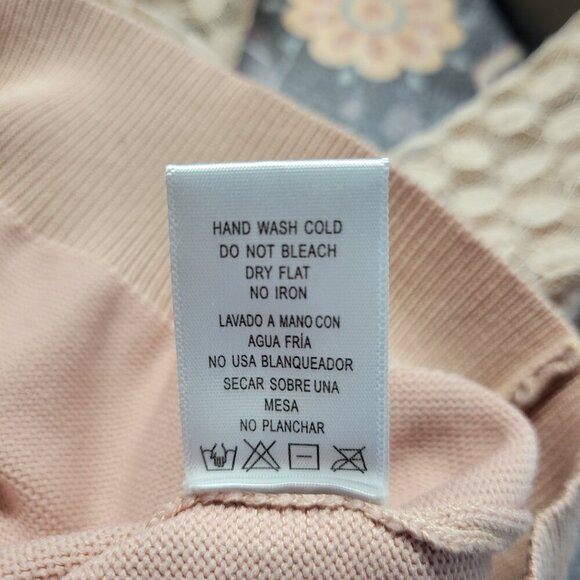 HAND WASH COLD
DO NOT BLEACH
DRY FLAT
NO IRON
LAVADO A MANO CON
AGUA FRÍA
NO USA BLANQUEADOR
SECAR SOBRE UNA
MESA
NO PLANCHAR